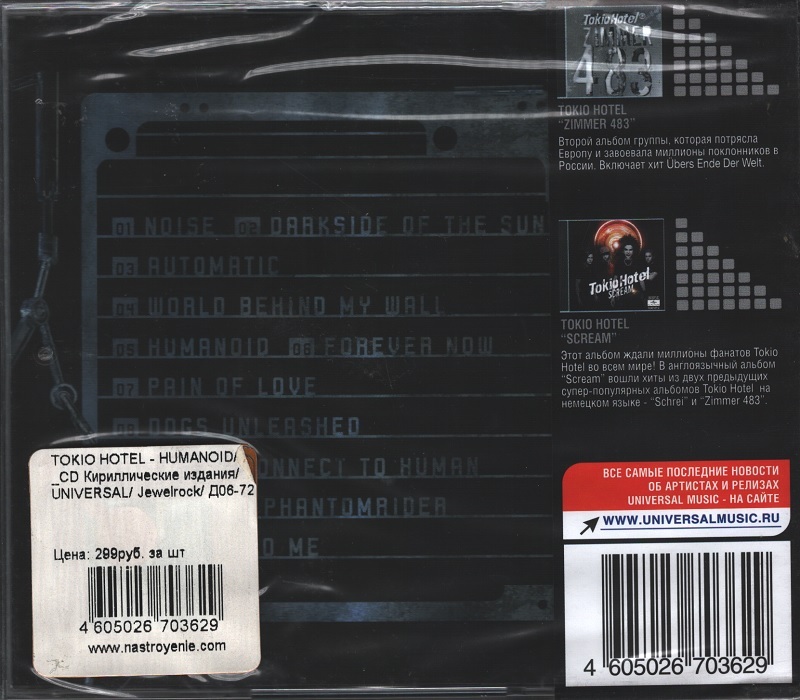 01 NOISE 02 DARKSIDE OF THE SUN
03 AUTOMATIC
04 WORLD BEHIND MY WALL
05 HUMANOID 06 FOREVER NOW
07 PAIN OF LOVE
08 DOGS UNLEASHED
ONNECT TO HUMAN
PHANTOMRIDER
O ME
TOKIO HOTEL - HUMANOID/
_CD Кириллические издания/
UNIVERSAL/ Jewelrock/ Д06-72
Цена: 299руб. за шт
4 605026 703629
www.nastroyenie.com
TokioHotel
ZIMMER
483
TOKIO HOTEL
"ZIMMER 483"
Второй альбом группы, которая потрясла
Европу и завоевала миллионы поклонников в
России. Включает хит Übers Ende Der Welt.
TokioHotel
SCREAM
TOKIO HOTEL
"SCREAM"
Этот альбом ждали миллионы фанатов Tokio
Hotel во всем мире! В англоязычный альбом
"Scream" вошли хиты из двух предыдущих
супер-популярных альбомов Tokio Hotel на
немецком языке - "Schrei" и "Zimmer 483".
ВСЕ САМЫЕ ПОСЛЕДНИЕ НОВОСТИ
ОБ АРТИСТАХ И РЕЛИЗАХ
UNIVERSAL MUSIC - НА САЙТЕ
WWW.UNIVERSALMUSIC.RU
4 605026 703629